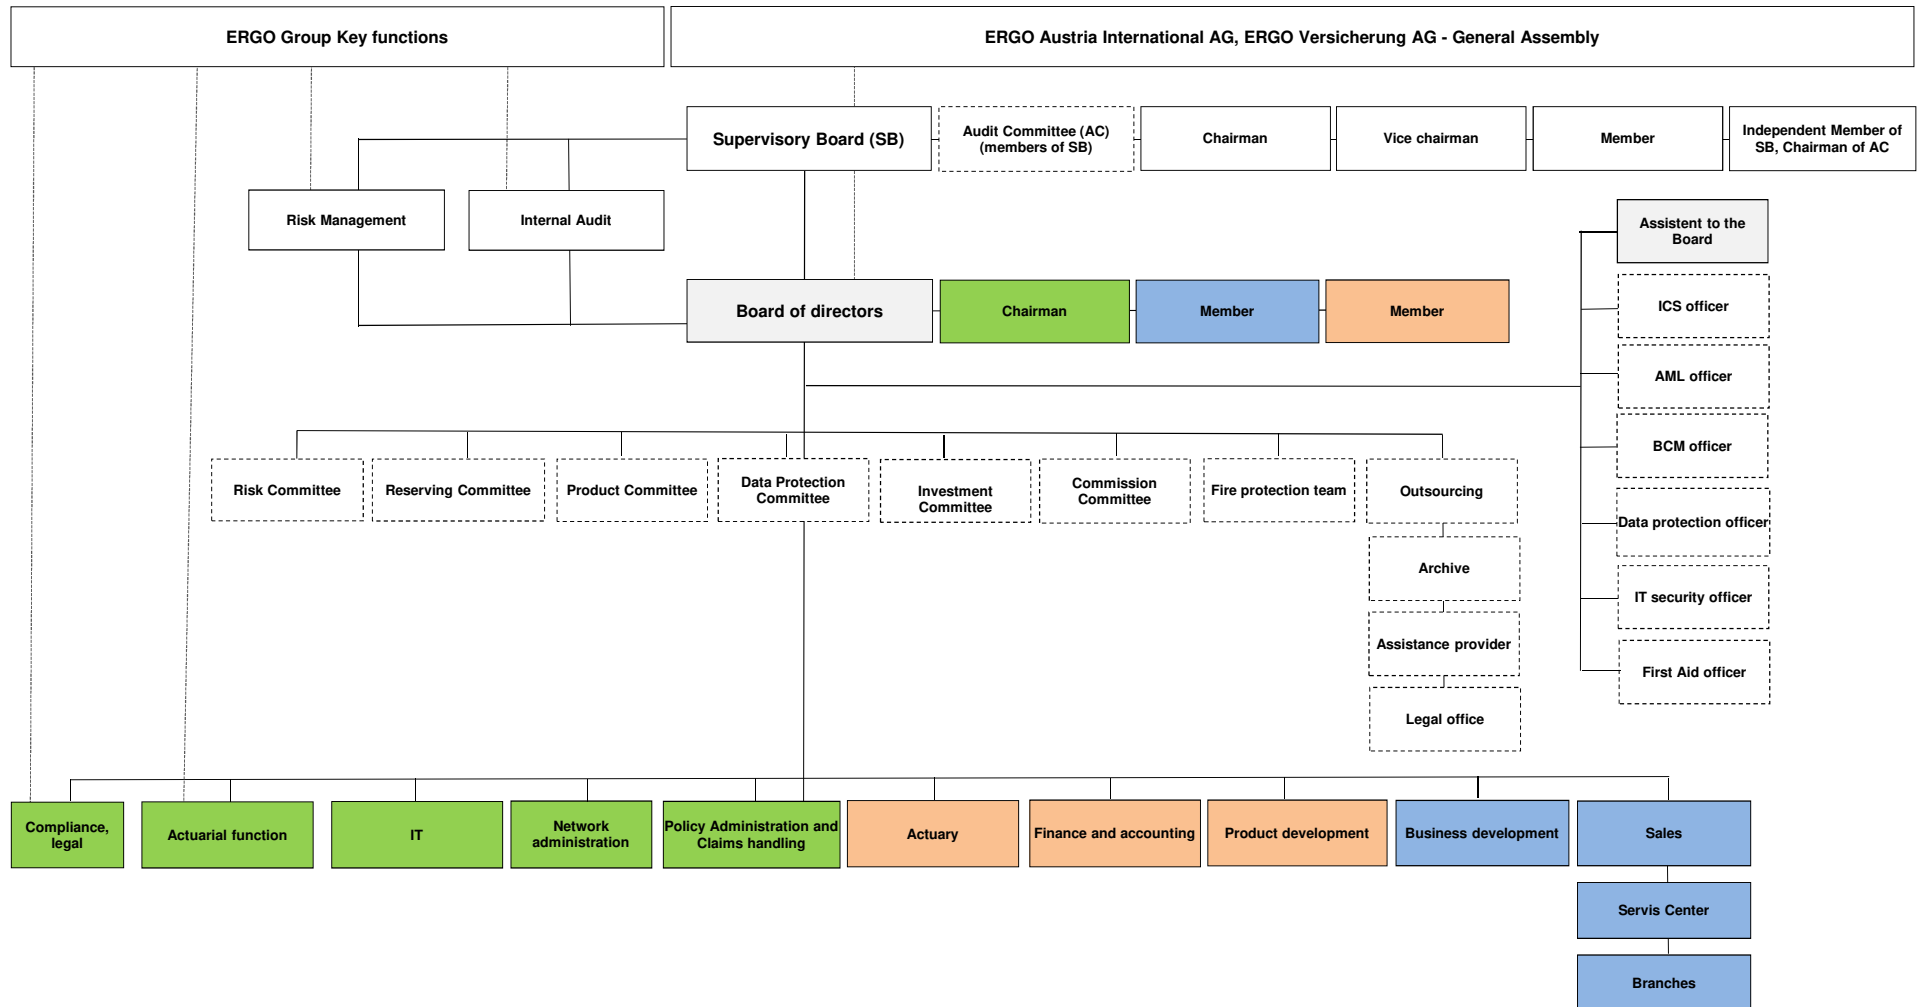 ERGO Group Key functions
ERGO Austria International AG, ERGO Versicherung AG - General Assembly
Supervisory Board (SB)
Audit Committee (AC)
(members of SB)
Chairman
Vice chairman
Member
Independent Member of
SB, Chairman of AC
Risk Management
Internal Audit
Assistent to the
Board
Board of directors
Chairman
Member
Member
ICS officer
AML officer
BCM officer
Data protection officer
IT security officer
First Aid officer
Risk Committee
Reserving Committee
Product Committee
Data Protection
Committee
Investment
Committee
Commission
Committee
Fire protection team
Outsourcing
Archive
Assistance provider
Legal office
Compliance,
legal
Actuarial function
IT
Network
administration
Policy Administration and
Claims handling
Actuary
Finance and accounting
Product development
Business development
Sales
Servis Center
Branches